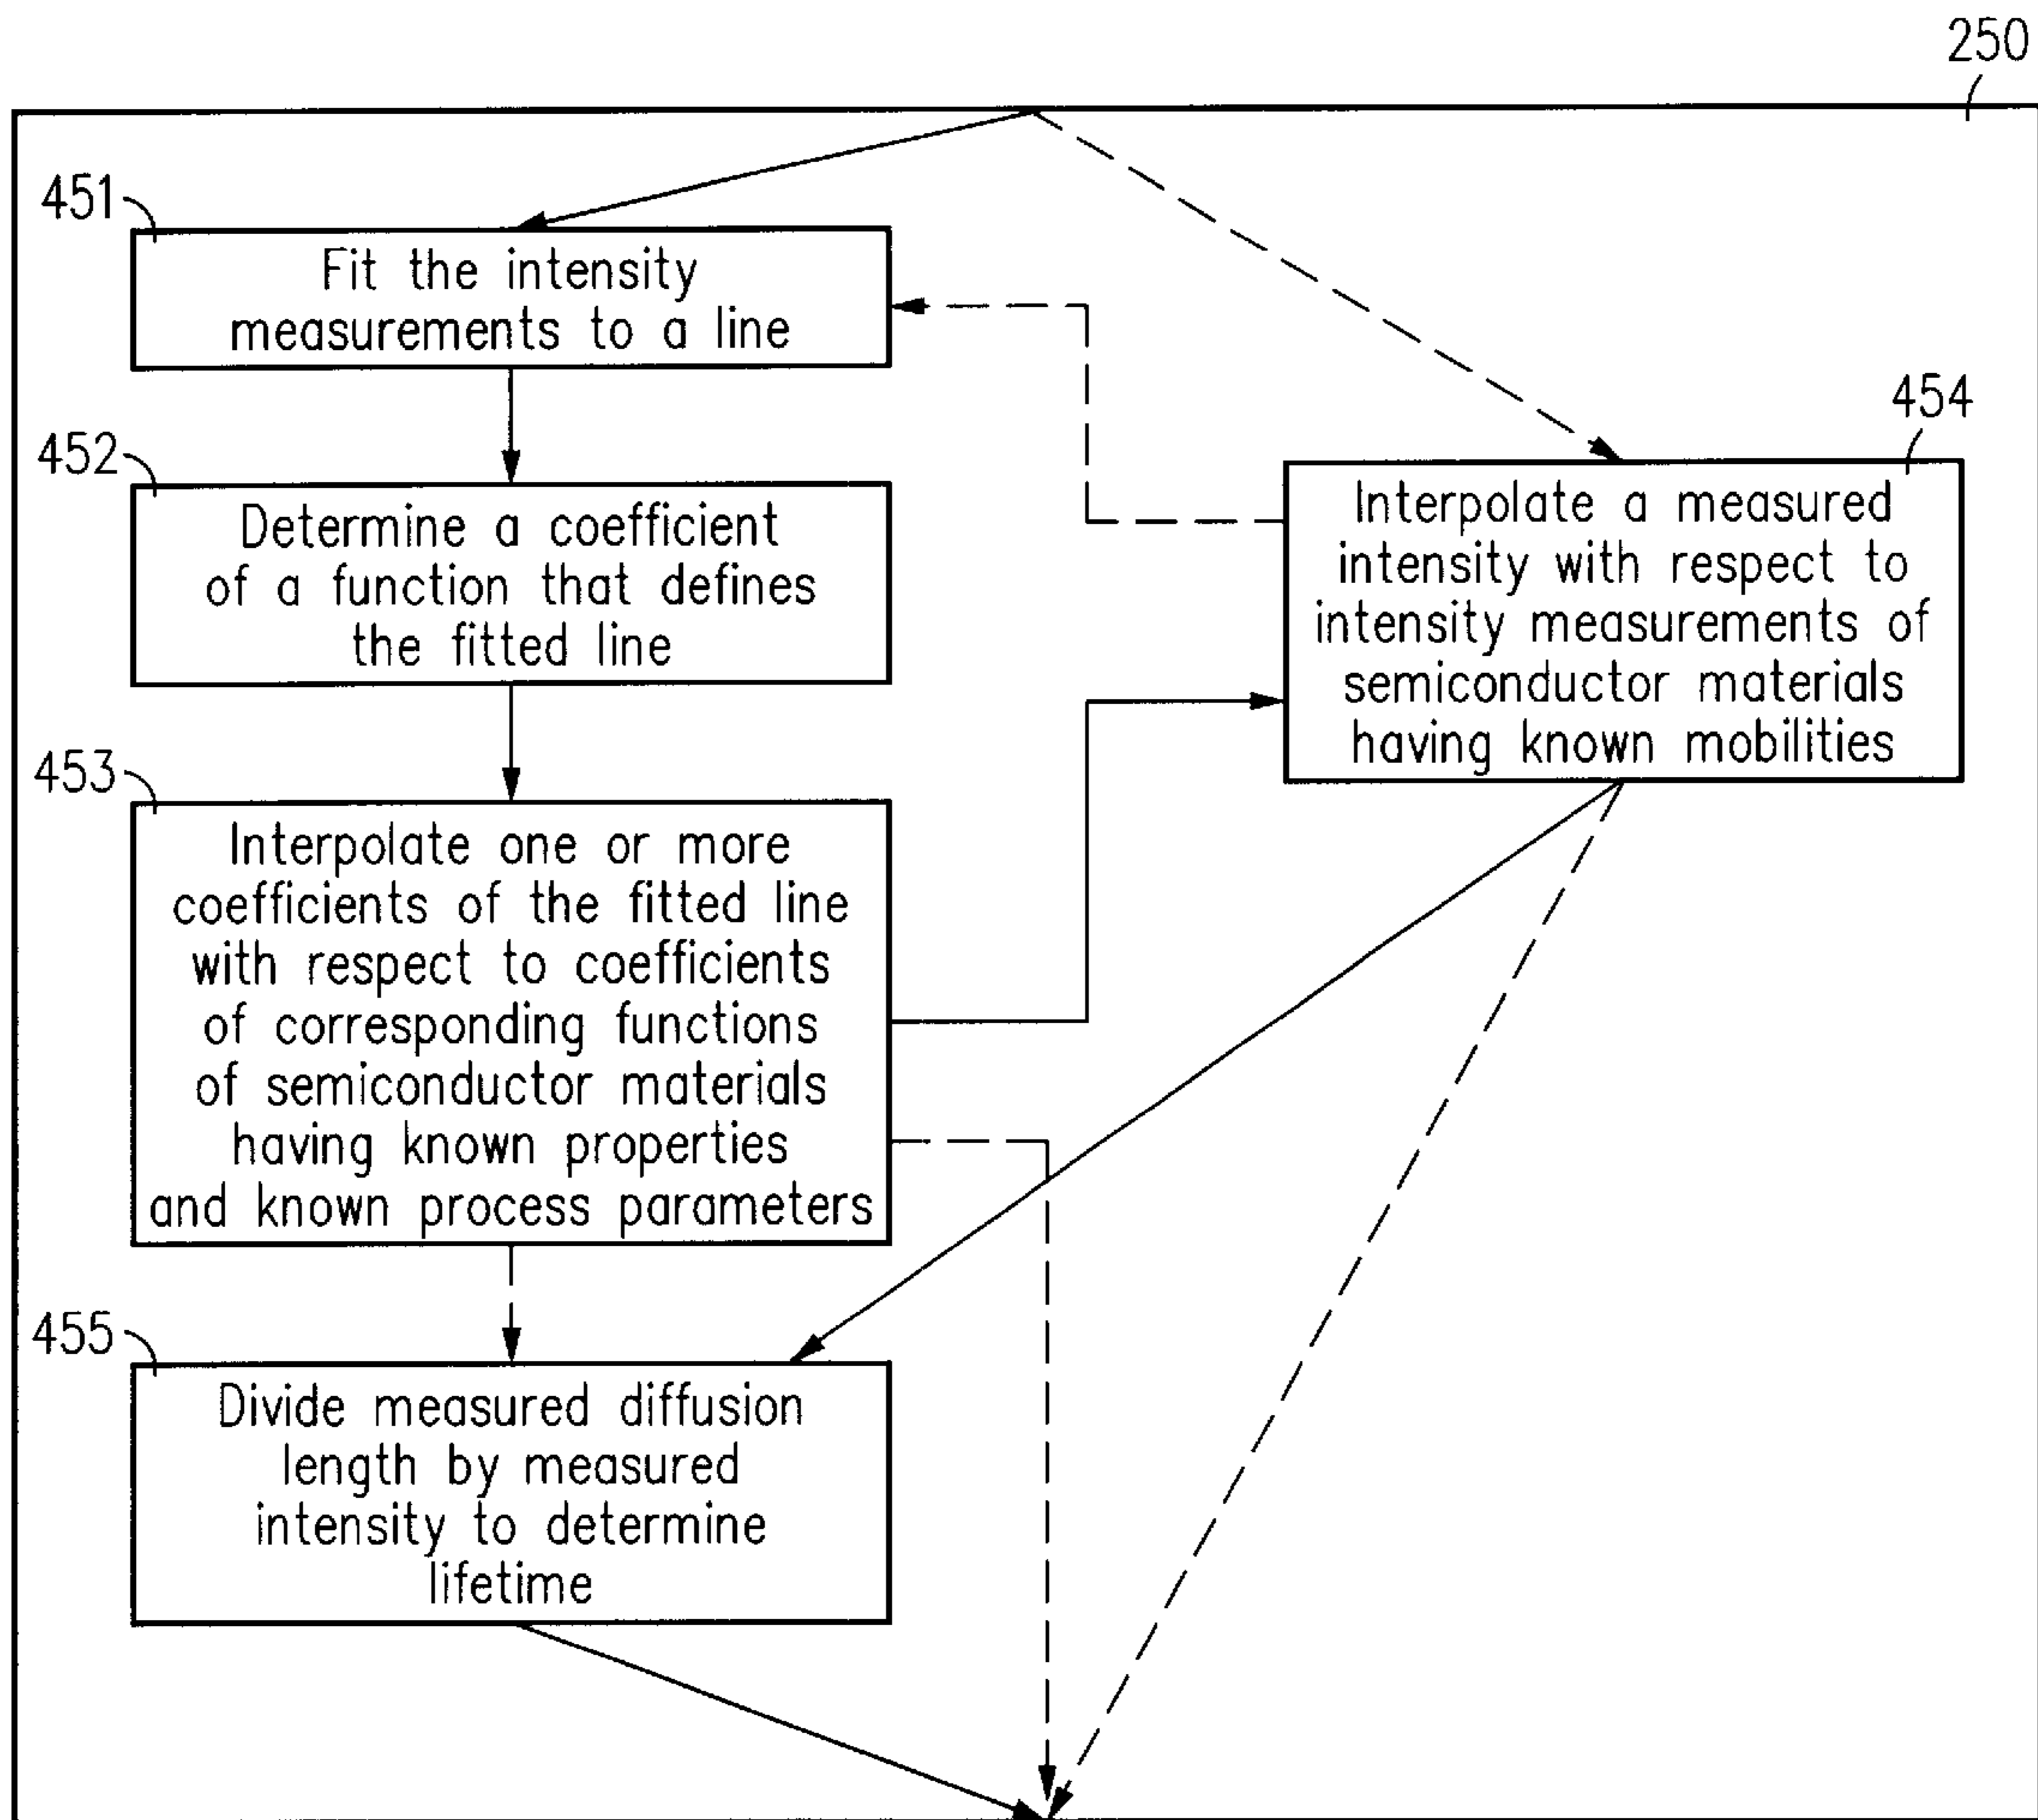 250
451
Fit the intensity
measurements to a line
452
Determine a coefficient
of a function that defines
the fitted line
453
Interpolate one or more
coefficients of the fitted line
with respect to coefficients
of corresponding functions
of semiconductor materials
having known properties
and known process parameters
454
Interpolate a measured
intensity with respect to
intensity measurements of
semiconductor materials
having known mobilities
455
Divide measured diffusion
length by measured
intensity to determine
lifetime